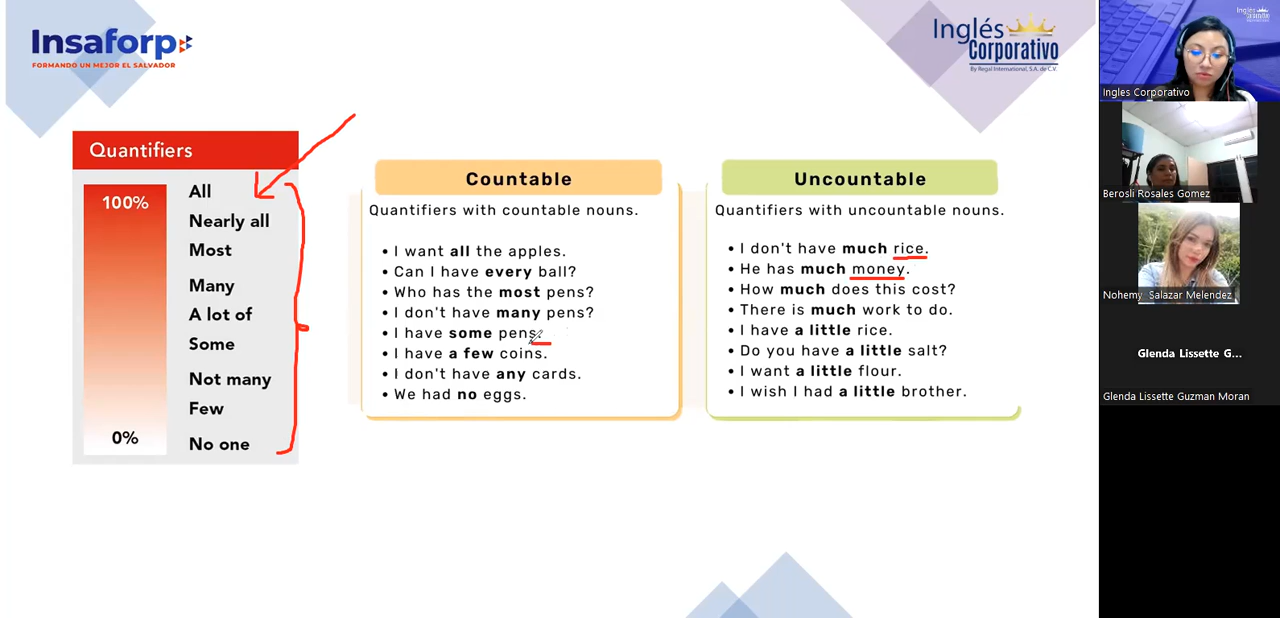 Insaforp
FORMANDO UN MEJOR EL SALVADOR
Inglés
Corporativo
By Regal International, S.A. de C.V.
Quantifiers
100%
All
Nearly all
Most
Many
A lot of
Some
Not many
Few
0%
No one
Countable
Quantifiers with countable nouns.
• I want all the apples.
• Can I have every ball?
• Who has the most pens?
• I don't have many pens?
• I have some pens.
• I have a few coins.
• I don't have any cards.
• We had no eggs.
Uncountable
Quantifiers with uncountable nouns.
• I don't have much rice.
• He has much money.
• How much does this cost?
• There is much work to do.
• I have a little rice.
• Do you have a little salt?
• I want a little flour.
• I wish I had a little brother.
Ingles Corporativo
Berosli Rosales Gomez
Nohemy Salazar Melendez
Glenda Lissette G...
Glenda Lissette Guzman Moran